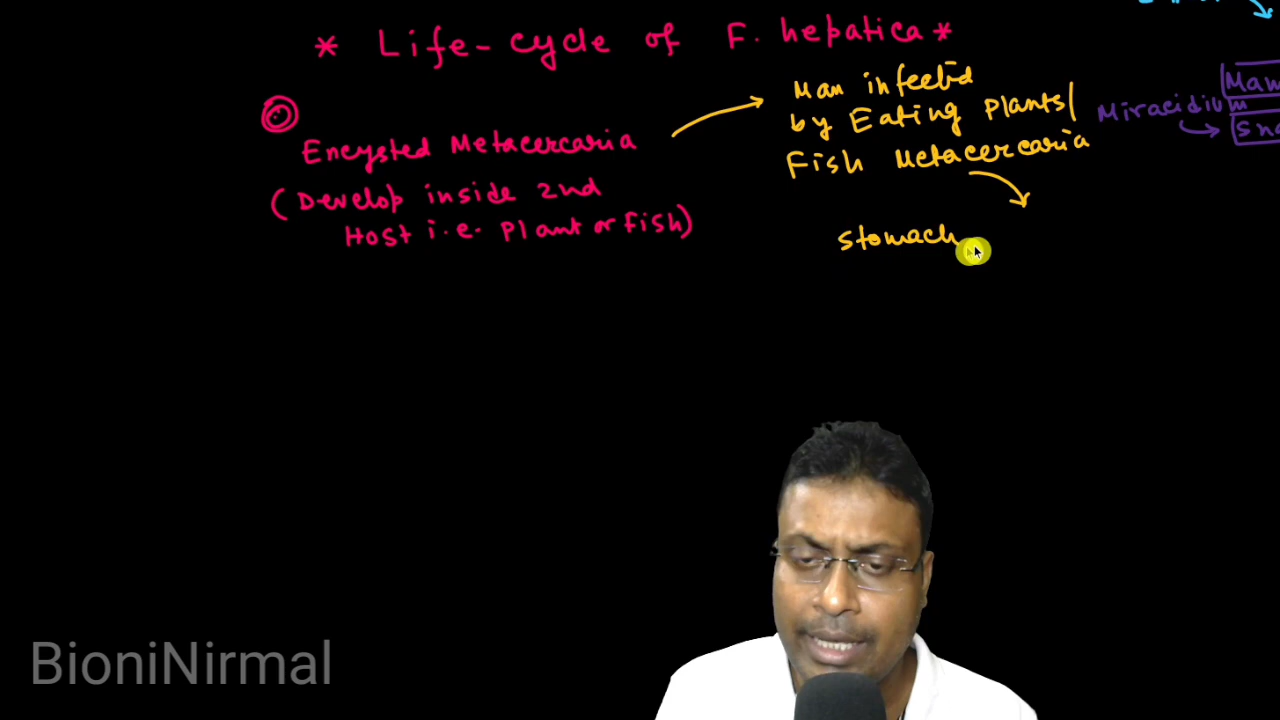 * Life-cycle of F. hepatica *
Encysted Metacercaria
(Develop inside 2nd
Host i.e. Plant or Fish)
Man infected
by Eating Plants/
Fish Metacercaria
stomach
Miracidium
BioniNirmal